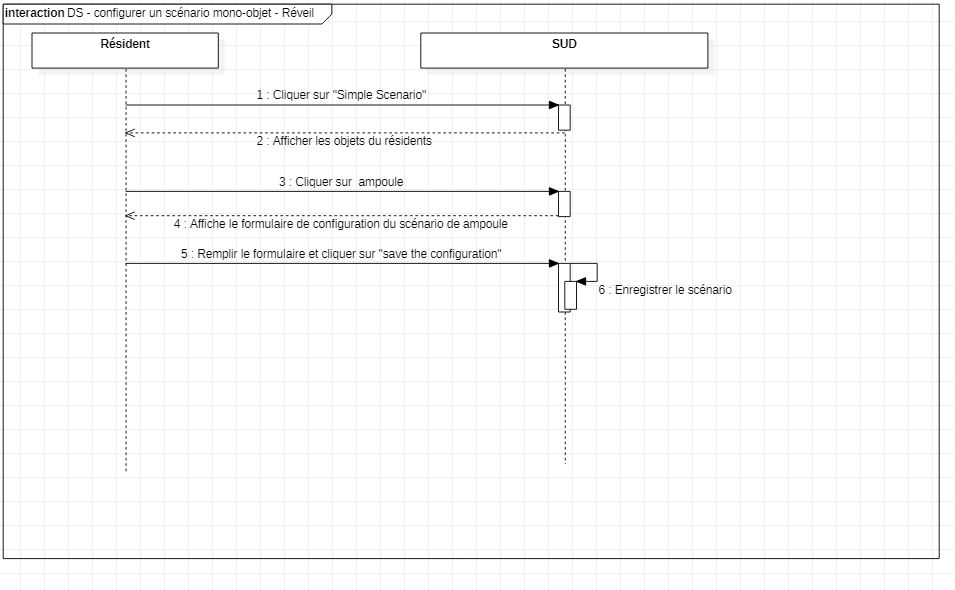 interaction DS - configurer un scénario mono-objet - Réveil
Résident
SUD
1 : Cliquer sur "Simple Scenario"
2 : Afficher les objets du résidents
3 : Cliquer sur  ampoule
4 : Affiche le formulaire de configuration du scénario de ampoule
5 : Remplir le formulaire et cliquer sur "save the configuration"
6 : Enregistrer le scénario